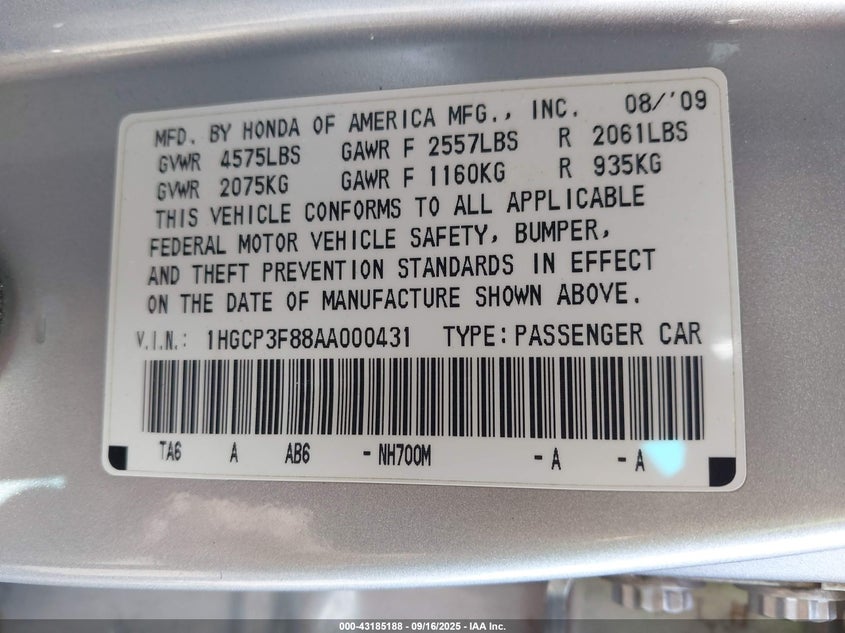 MFD. BY HONDA OF AMERICA MFG., INC. 08/'09
GVWR 4575LBS GAWR F 2557LBS R 2061LBS
GVWR 2075KG GAWR F 1160KG R 935KG
THIS VEHICLE CONFORMS TO ALL APPLICABLE
FEDERAL MOTOR VEHICLE SAFETY, BUMPER,
AND THEFT PREVENTION STANDARDS IN EFFECT
ON THE DATE OF MANUFACTURE SHOWN ABOVE.
V.I.N.: 1HGCP3F88AA000431 TYPE: PASSENGER CAR
TA6 A AB6 - NH700M - A - A
000-43185188 - 09/16/2025 - IAA Inc.